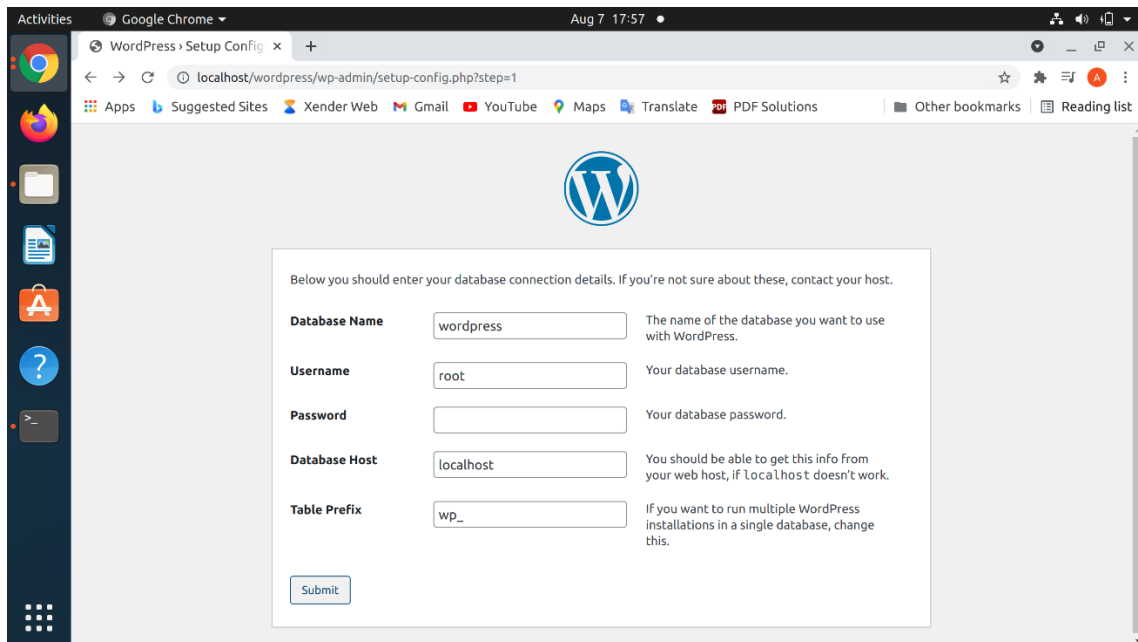 Activities Google Chrome Aug 7 17:57
WordPress › Setup Config
localhost/wordpress/wp-admin/setup-config.php?step=1
A
Apps Suggested Sites Xender Web Gmail YouTube Maps Translate PDF PDF Solutions Other bookmarks Reading list
W
Below you should enter your database connection details. If you're not sure about these, contact your host.
Database Name wordpress The name of the database you want to use
with WordPress.
Username root Your database username.
Password Your database password.
Database Host localhost You should be able to get this info from
your web host, if localhost doesn't work.
Table Prefix wp_ If you want to run multiple WordPress
installations in a single database, change
this.
Submit